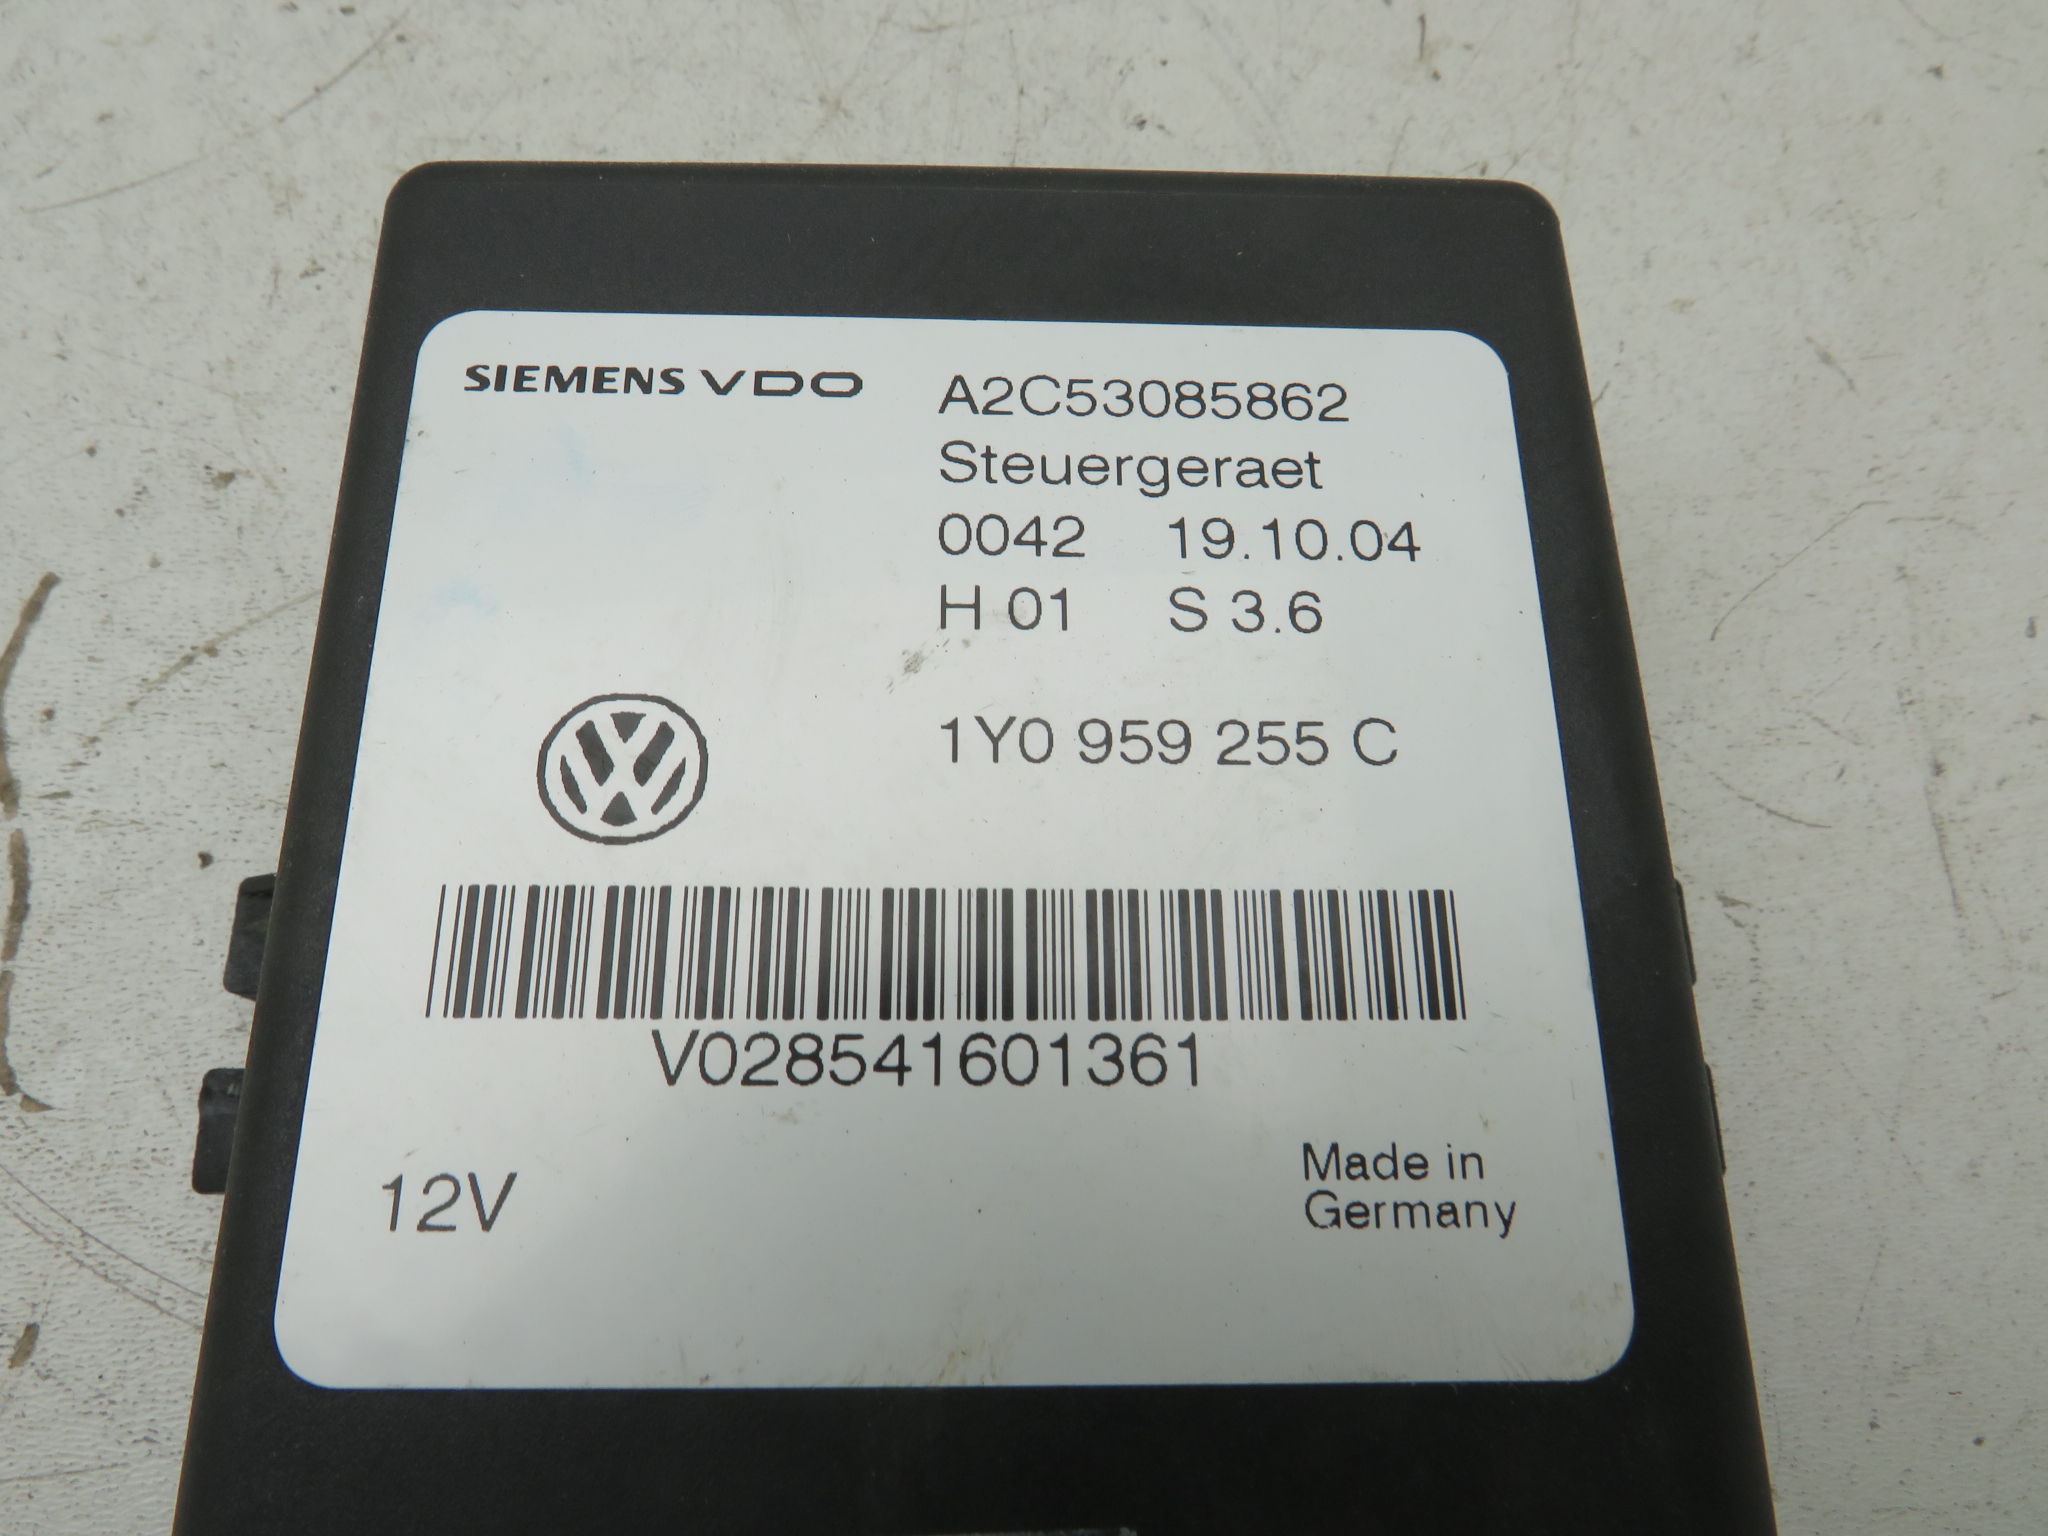 SIEMENS VDO
A2C53085862
Steuergeraet
0042 19.10.04
H 01 S 3.6
1Y0 959 255 C
V028541601361
12V
Made in
Germany